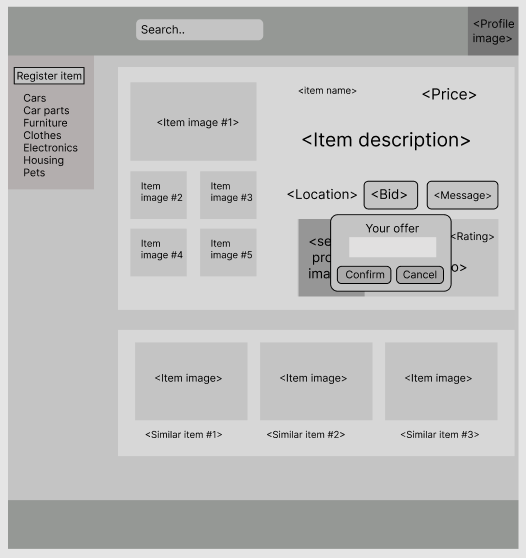 Search..
<Profile
image>
Register item
Cars
Car parts
Furniture
Clothes
Electronics
Housing
Pets
<Item image #1>
Item
image #2
Item
image #3
Item
image #4
Item
image #5
<item name>
<Price>
<Item description>
<Location>
<Bid>
<Message>
<se
pro
ima
<Rating>
o>
Your offer
Confirm
Cancel
<Item image>
<Item image>
<Item image>
<Similar item #1>
<Similar item #2>
<Similar item #3>